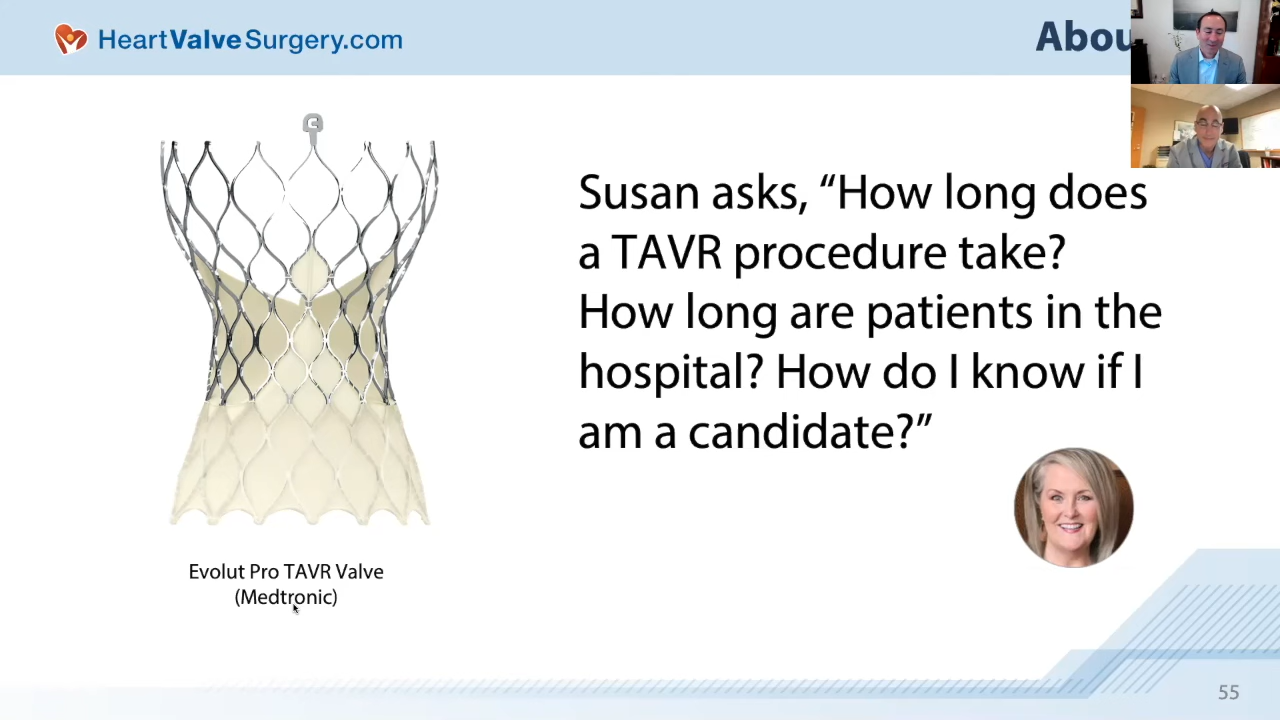 HeartValveSurgery.com
Abou
Susan asks, “How long does
a TAVR procedure take?
How long are patients in the
hospital? How do I know if I
am a candidate?”
Evolut Pro TAVR Valve
(Medtronic)
55